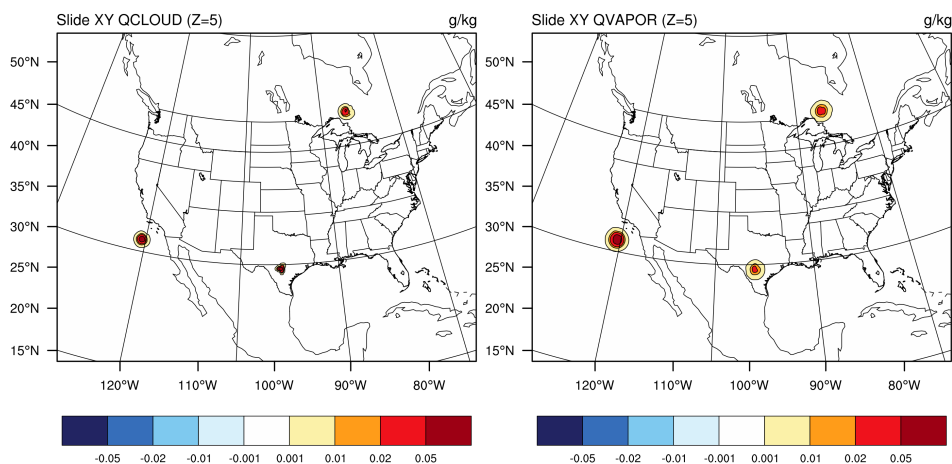 Slide XY QCLOUD (Z=5) g/kg
50°N
45°N
40°N
35°N
30°N
25°N
20°N
15°N
120°W 110°W 100°W 90°W 80°W
-0.05 -0.02 -0.01 -0.001 0.001 0.01 0.02 0.05
Slide XY QVAPOR (Z=5) g/kg
50°N
45°N
40°N
35°N
30°N
25°N
20°N
15°N
120°W 110°W 100°W 90°W 80°W
-0.05 -0.02 -0.01 -0.001 0.001 0.01 0.02 0.05